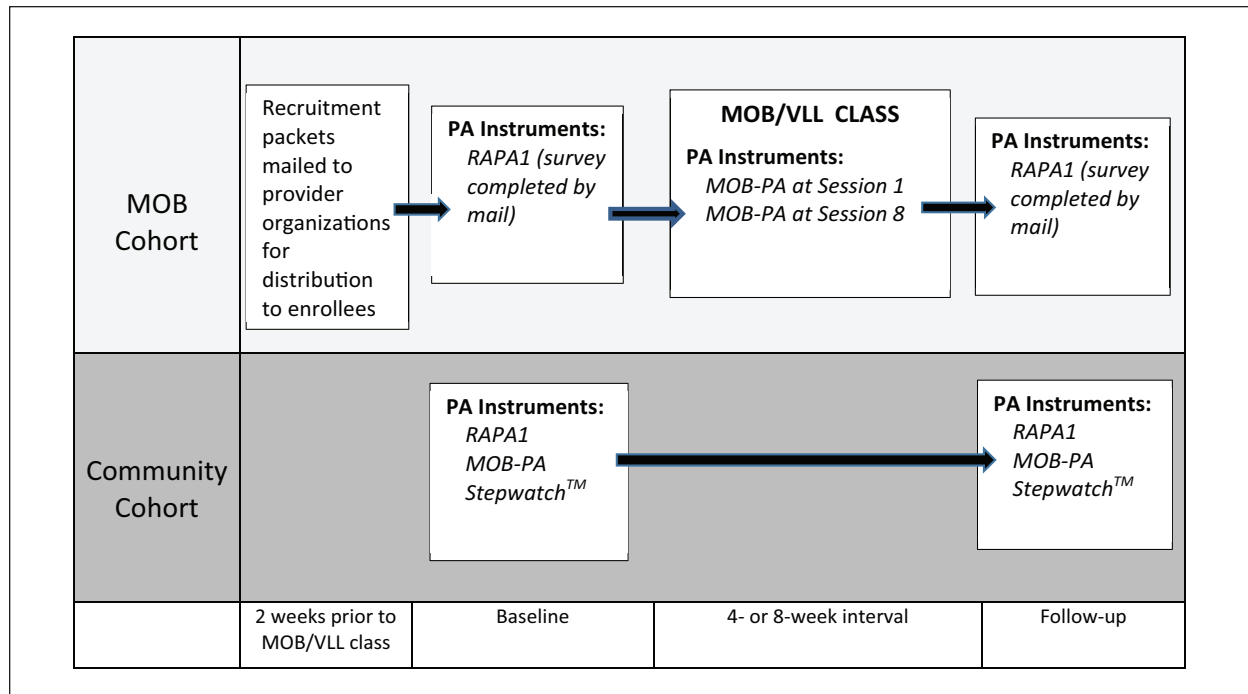 MOB
Cohort
Recruitment
packets
mailed to
provider
organizations
for
distribution
to enrollees
PA Instruments:
RAPA1 (survey
completed by
mail)
MOB/VLL CLASS
PA Instruments:
MOB-PA at Session 1
MOB-PA at Session 8
PA Instruments:
RAPA1 (survey
completed by
mail)
Community
Cohort
PA Instruments:
RAPA1
MOB-PA
Stepwatch™
PA Instruments:
RAPA1
MOB-PA
Stepwatch™
2 weeks prior to
MOB/VLL class
Baseline
4- or 8-week interval
Follow-up